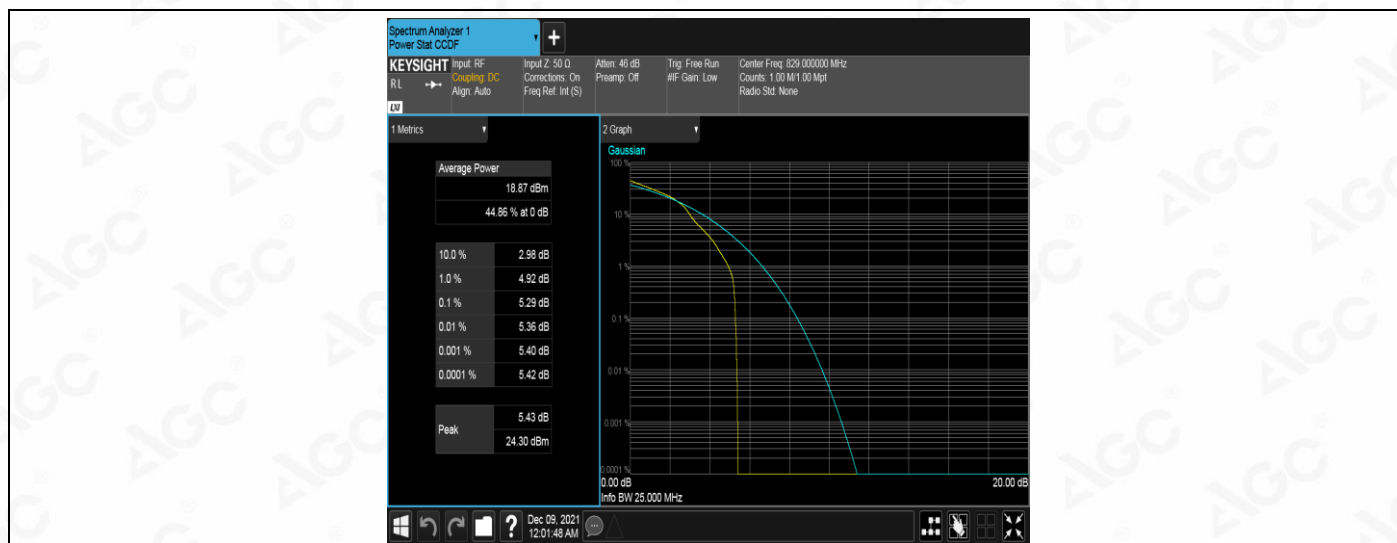 Spectrum Analyzer 1
Power Stat CCDF
KEYSIGHT
RL
LXI
Input: RF
Coupling: DC
Align: Auto
Input Z: 50 Ω
Corrections: On
Freq Ref: Int (S)
Atten: 46 dB
Preamp: Off
Trig: Free Run
#IF Gain: Low
Center Freq: 829.000000 MHz
Counts: 1.00 M/1.00 Mpt
Radio Std: None
1 Metrics
Average Power
18.87 dBm
44.86 % at 0 dB
10.0 % 2.98 dB
1.0 % 4.92 dB
0.1 % 5.29 dB
0.01 % 5.36 dB
0.001 % 5.40 dB
0.0001 % 5.42 dB
Peak
5.43 dB
24.30 dBm
2 Graph
Gaussian
100 %
10 %
1 %
0.1 %
0.01 %
0.001 %
0.0001 %
0.00 dB
20.00 dB
Info BW 25.000 MHz
Dec 09, 2021
12:01:48 AM
AGC